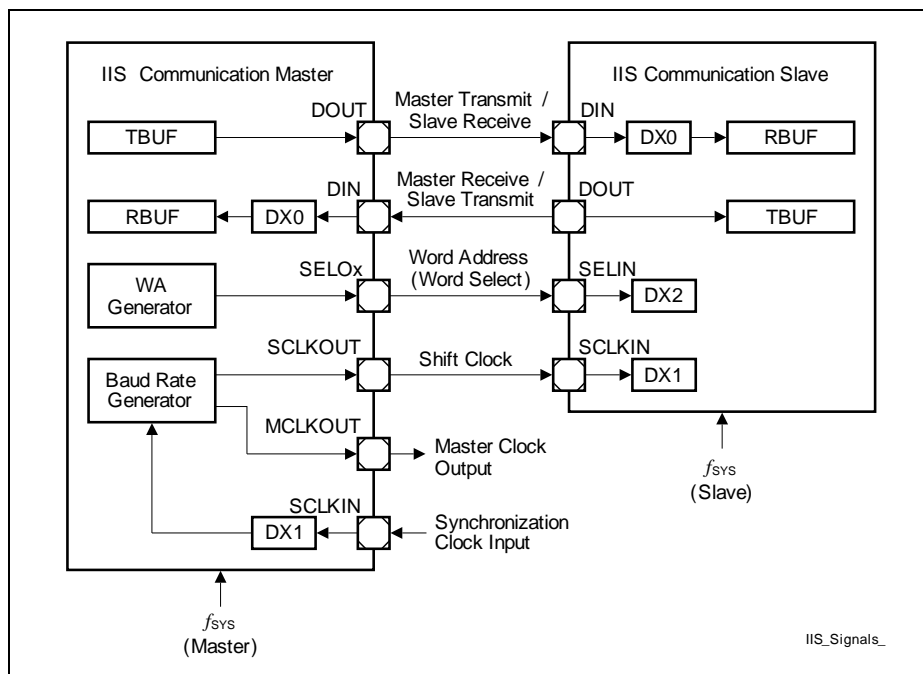 IIS Communication Master
IIS Communication Slave
DOUT
Master Transmit /
Slave Receive
DIN
TBUF
DX0
RBUF
DIN
Master Receive /
Slave Transmit
DOUT
RBUF
DX0
TBUF
SELOx
Word Address
(Word Select)
SELIN
WA
Generator
DX2
SCLKOUT
Shift Clock
SCLKIN
Baud Rate
Generator
DX1
MCLKOUT
Master Clock
Output
SCLKIN
DX1
Synchronization
Clock Input
fSYS
(Slave)
fSYS
(Master)
IIS_Signals_